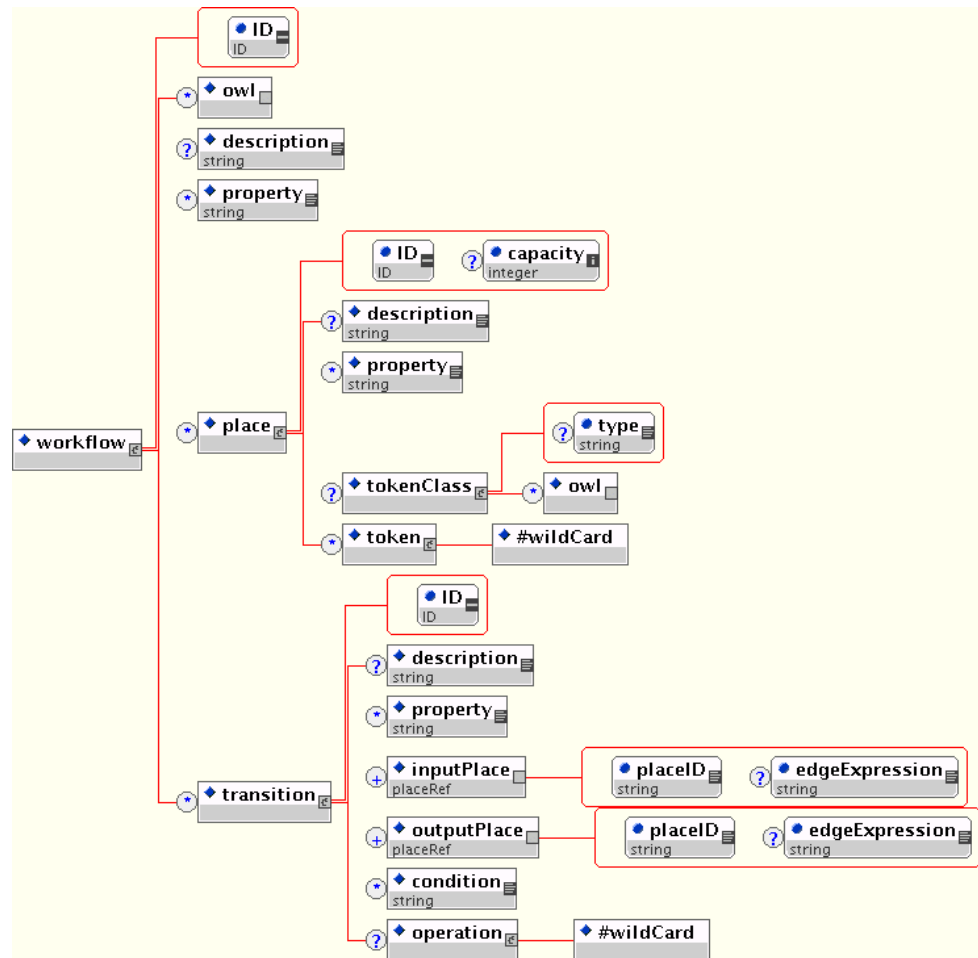 ID
ID
* owl
? description
string
* property
string
ID
ID
? capacity
integer
? description
string
* property
string
workflow
* place
? type
string
? tokenClass
* owl
* token
#wildCard
ID
ID
? description
string
* property
string
+ inputPlace
placeRef
placeID
string
? edgeExpression
string
* transition
+ outputPlace
placeRef
placeID
string
? edgeExpression
string
* condition
string
? operation
#wildCard